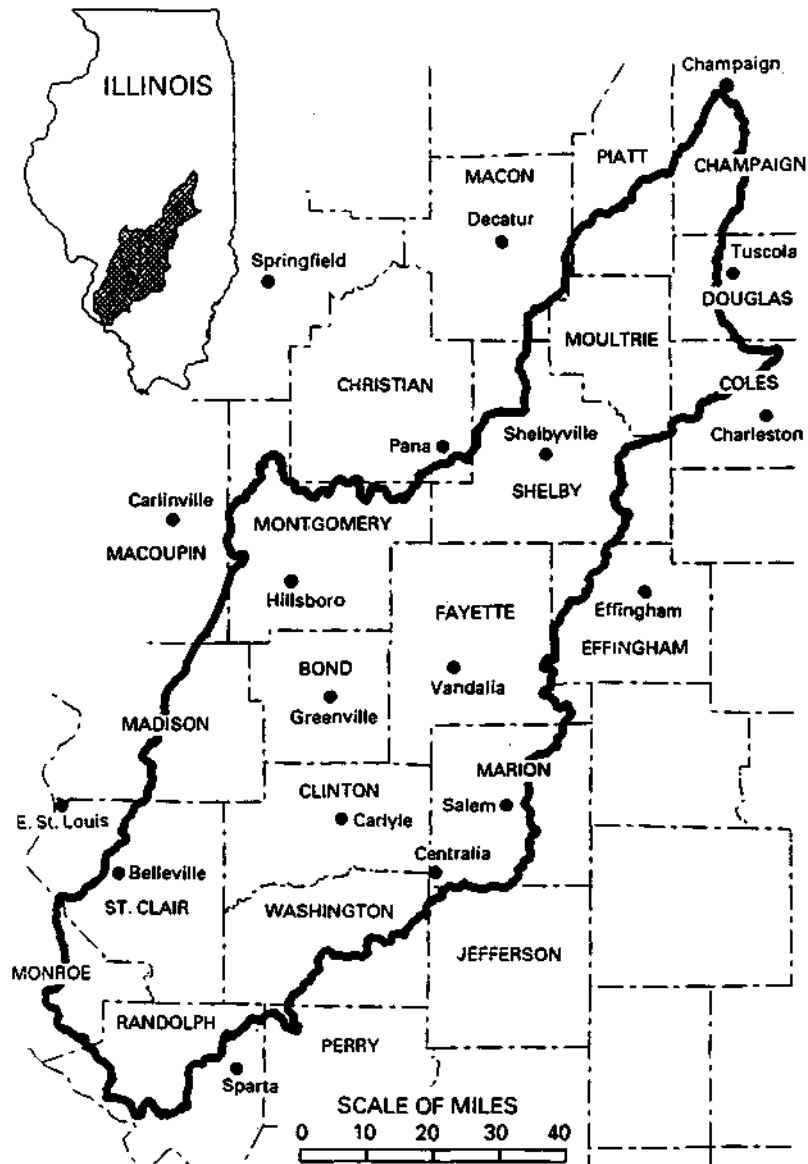 ILLINOIS
Champaign
PIATT
CHAMPAIGN
MACON
Decatur
Springfield
Tuscola
DOUGLAS
MOULTRIE
CHRISTIAN
COLES
Pana
Shelbyville
Charleston
SHELBY
Carlinville
MONTGOMERY
MACOUPIN
Hillsboro
FAYETTE
Effingham
EFFINGHAM
BOND
Vandalia
Greenville
MADISON
MARION
CLINTON
Salem
E. St. Louis
Carlyle
Centralia
Belleville
ST. CLAIR
WASHINGTON
JEFFERSON
MONROE
RANDOLPH
PERRY
Sparta
SCALE OF MILES
0 10 20 30 40